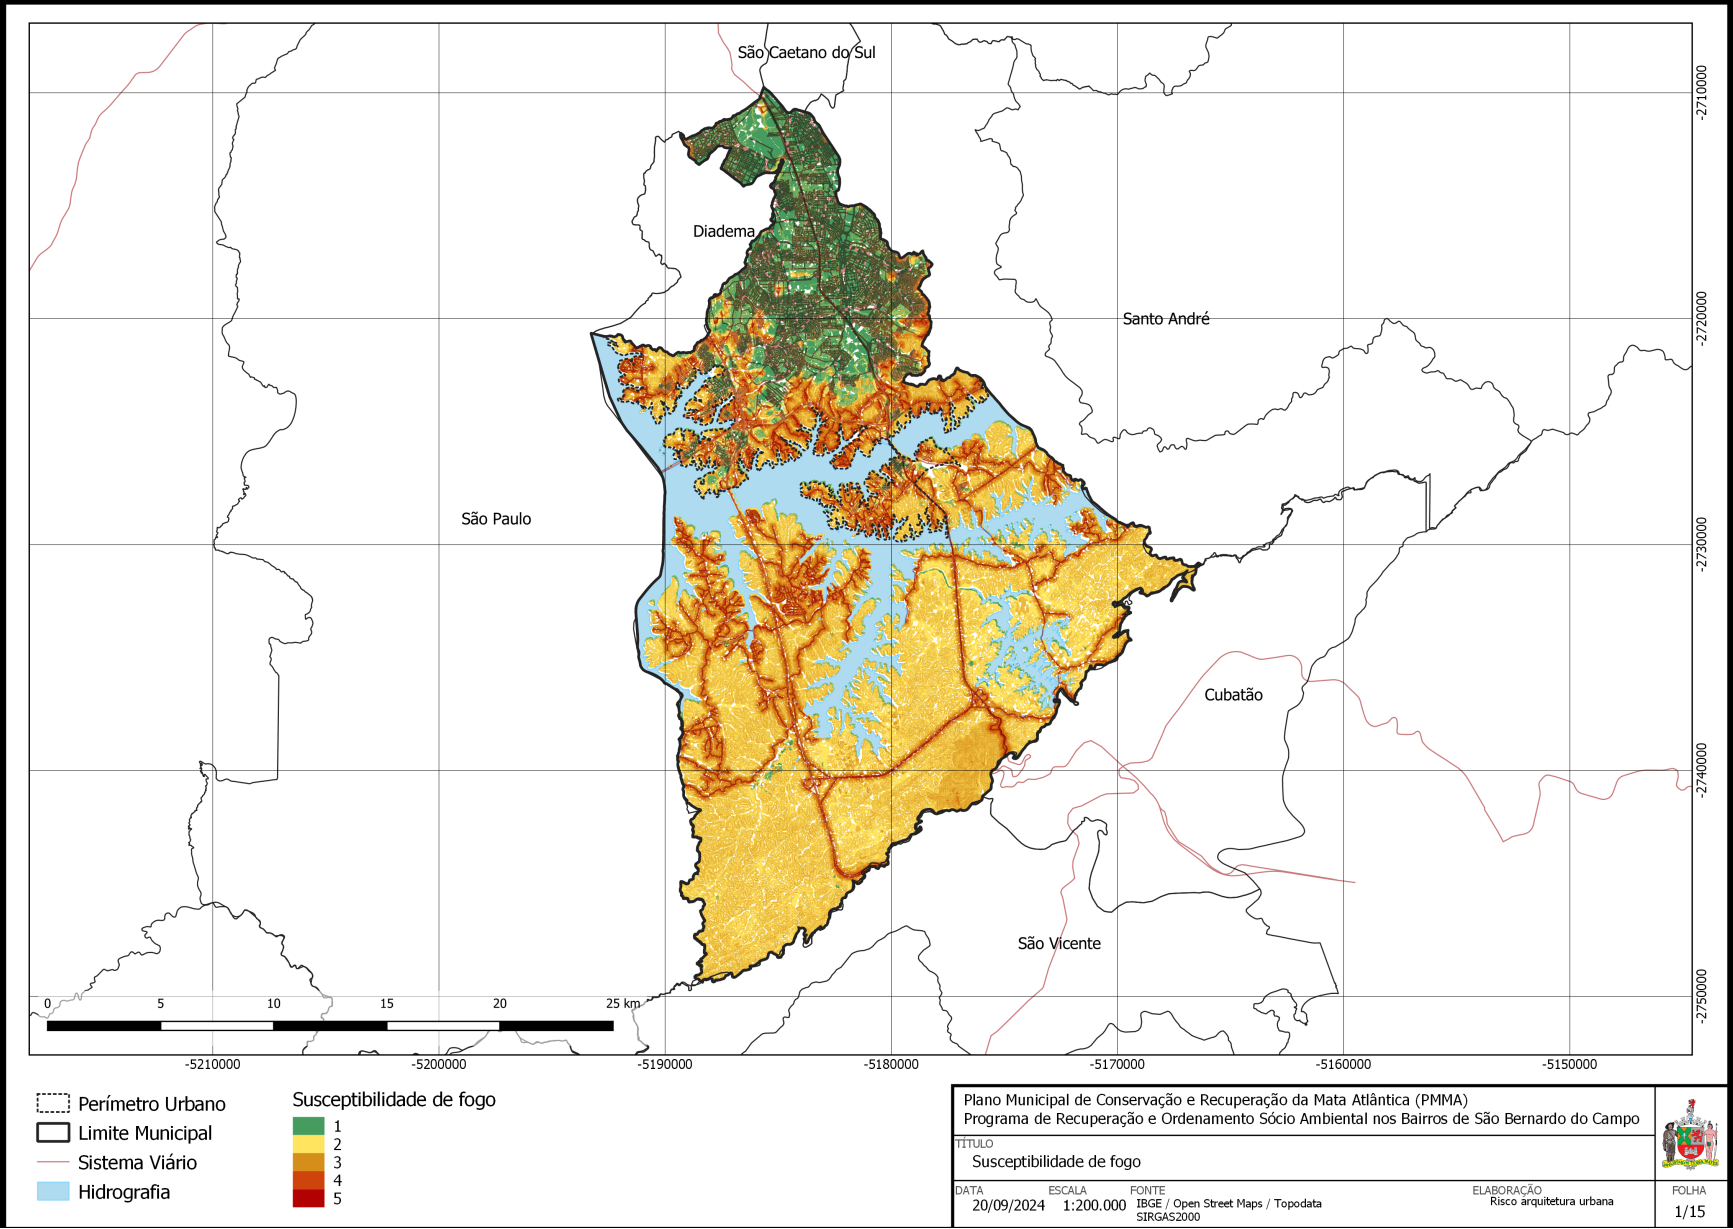 São Caetano do Sul
Diadema
Santo André
São Paulo
Cubatão
São Vicente
-2710000
-2720000
-2730000
-2740000
-2750000
0 5 10 15 20 25 km
-5210000 -5200000 -5190000 -5180000 -5170000 -5160000 -5150000
Perímetro Urbano
Limite Municipal
Sistema Viário
Hidrografia
Susceptibilidade de fogo
1
2
3
4
5
Plano Municipal de Conservação e Recuperação da Mata Atlântica (PMMA)
Programa de Recuperação e Ordenamento Sócio Ambiental nos Bairros de São Bernardo do Campo
TÍTULO
Susceptibilidade de fogo
DATA
20/09/2024
ESCALA
1:200.000
FONTE
IBGE / Open Street Maps / Topodata
SIRGAS2000
ELABORAÇÃO
Risco arquitetura urbana
FOLHA
1/15